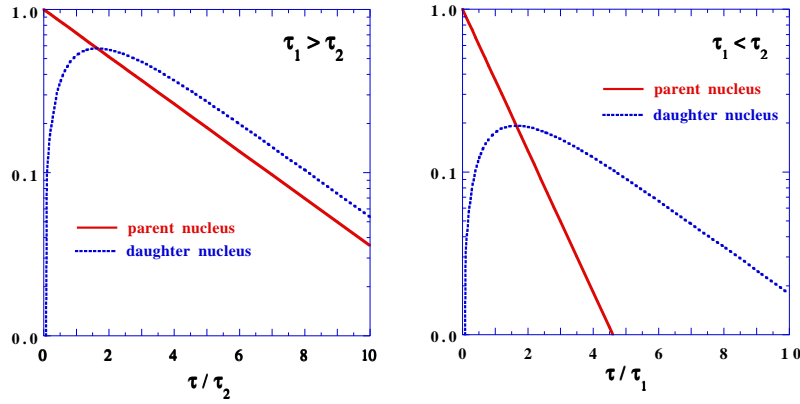 1.0
0.1
0.0
τ₁ > τ₂
parent nucleus
daughter nucleus
0 2 4 6 8 10
τ / τ₂
1.0
0.1
0.0
τ₁ < τ₂
parent nucleus
daughter nucleus
0 2 4 6 8 1 0
τ / τ₁